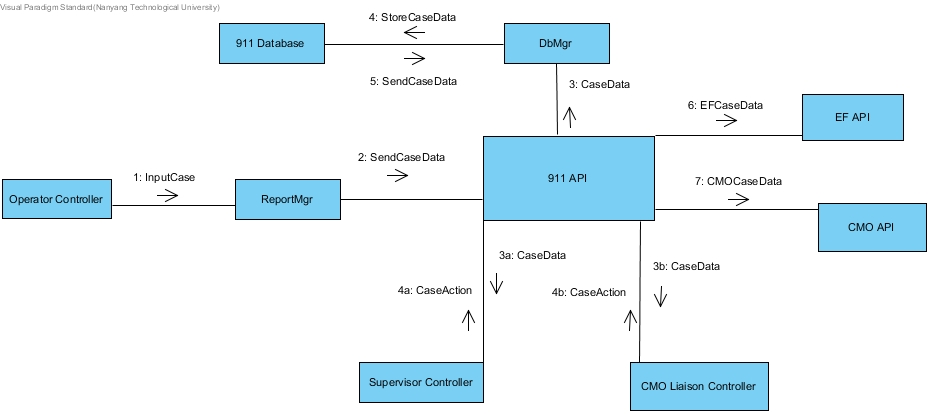 Visual Paradigm Standard(Nanyang Technological University)
4: StoreCaseData
911 Database
DbMgr
5: SendCaseData
3: CaseData
6: EFCaseData
EF API
2: SendCaseData
1: InputCase
911 API
7: CMOCaseData
Operator Controller
ReportMgr
CMO API
3a: CaseData
3b: CaseData
4a: CaseAction
4b: CaseAction
Supervisor Controller
CMO Liaison Controller